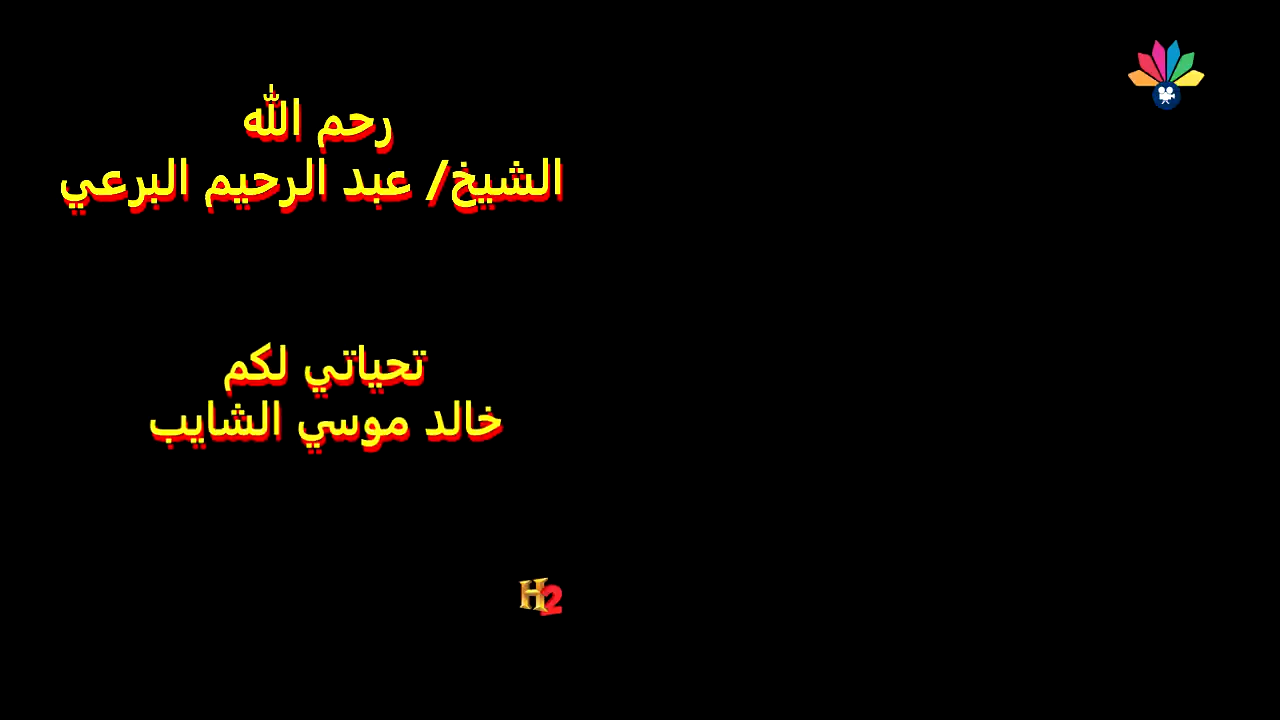 رحم الله
الشيخ/ عبد الرحيم البرعي
تحياتي لكم
خالد موسي الشايب
H2